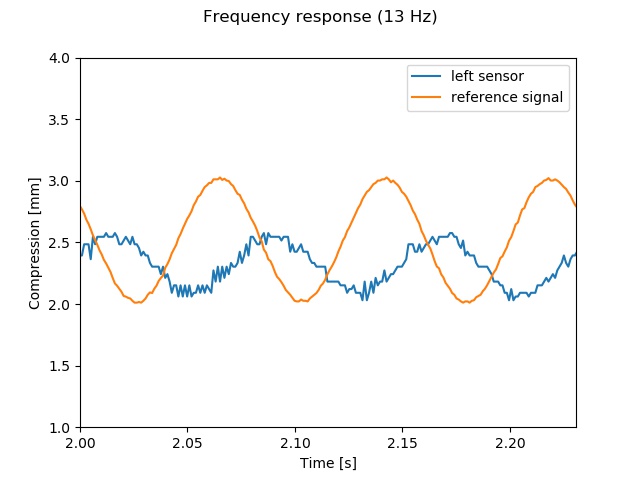 Frequency response (13 Hz)
left sensor
reference signal
4.0
3.5
3.0
2.5
2.0
1.5
1.0
Compression [mm]
2.00 2.05 2.10 2.15 2.20
Time [s]